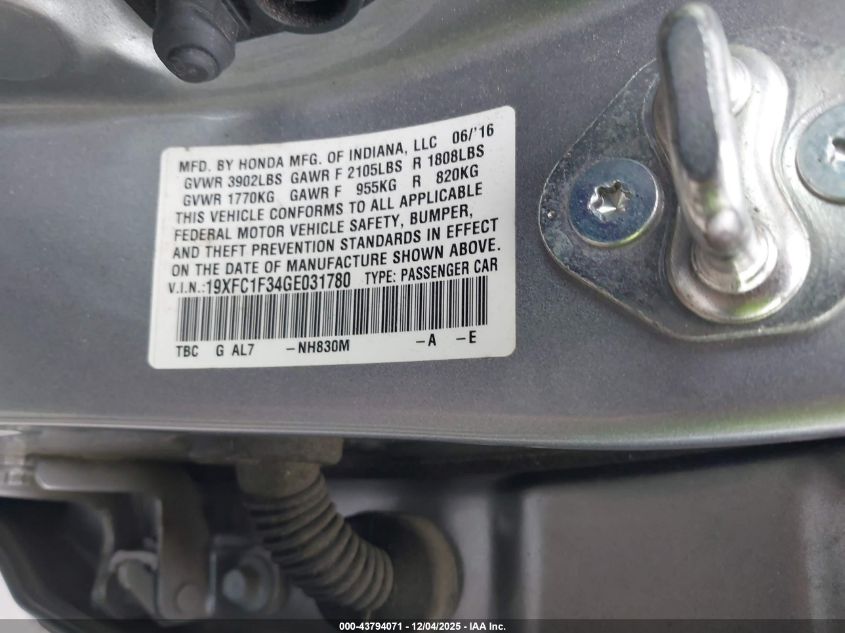 MFD. BY HONDA MFG. OF INDIANA, LLC 06/'16
GVWR 3902LBS GAWR F 2105LBS R 1808LBS
GVWR 1770KG GAWR F 955KG R 820KG
THIS VEHICLE CONFORMS TO ALL APPLICABLE
FEDERAL MOTOR VEHICLE SAFETY, BUMPER,
AND THEFT PREVENTION STANDARDS IN EFFECT
ON THE DATE OF MANUFACTURE SHOWN ABOVE.
V.I.N.:19XFC1F34GE031780 TYPE: PASSENGER CAR
TBC G AL7 -NH830M -A -E
000-43794071 | 12/04/2025 | IAA Inc.